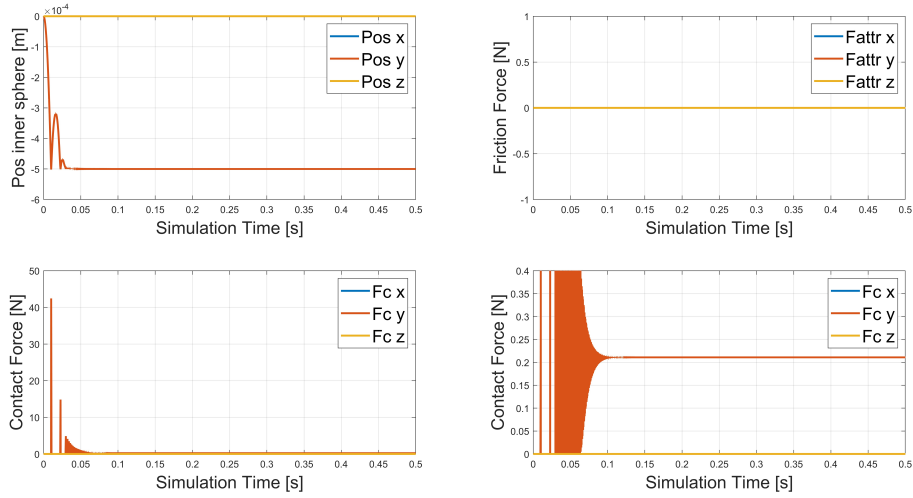 ×10⁻⁴
0
-1
-2
-3
-4
-5
-6
Pos inner sphere [m]
Pos x
Pos y
Pos z
0 0.05 0.1 0.15 0.2 0.25 0.3 0.35 0.4 0.45 0.5
Simulation Time [s]
1
0.5
0
-0.5
-1
Friction Force [N]
Fattr x
Fattr y
Fattr z
0 0.05 0.1 0.15 0.2 0.25 0.3 0.35 0.4 0.45 0.5
Simulation Time [s]
50
40
30
20
10
0
Contact Force [N]
Fc x
Fc y
Fc z
0 0.05 0.1 0.15 0.2 0.25 0.3 0.35 0.4 0.45 0.5
Simulation Time [s]
0.4
0.35
0.3
0.25
0.2
0.15
0.1
0.05
0
Contact Force [N]
Fc x
Fc y
Fc z
0 0.05 0.1 0.15 0.2 0.25 0.3 0.35 0.4 0.45 0.5
Simulation Time [s]